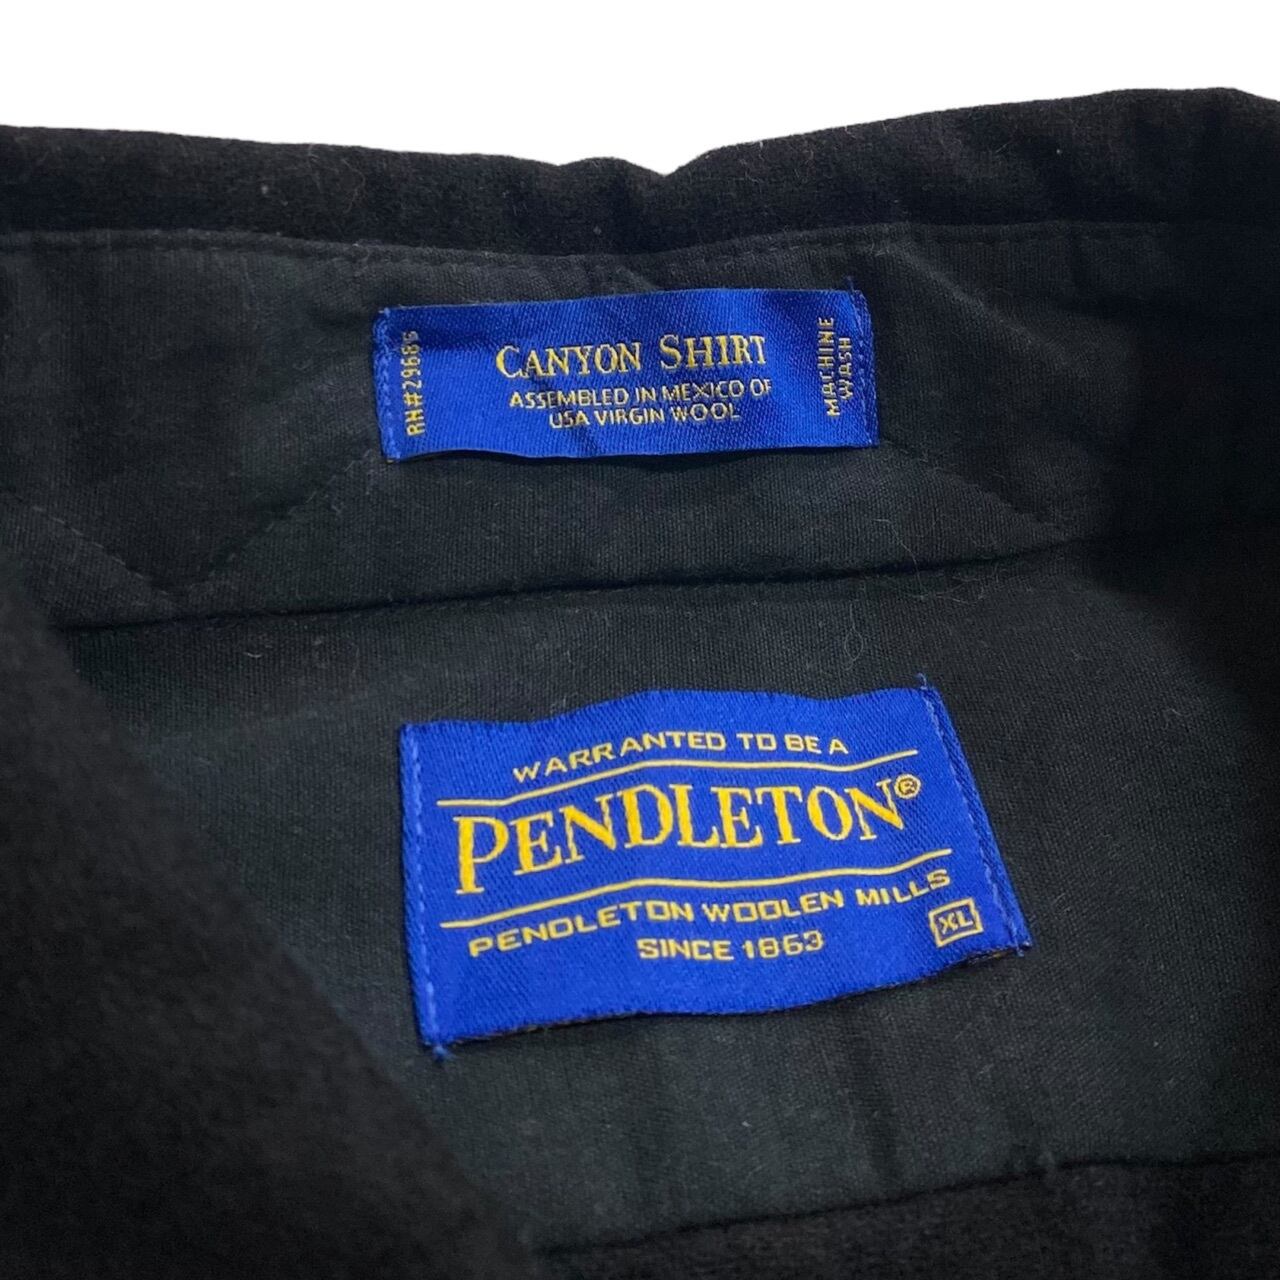 CANYON SHIRT
ASSEMBLED IN MEXICO OF
USA VIRGIN WOOL
RN#29685
MACHINE
WASH
WARRANTED TO BE A
PENDLETON®
PENDLETON WOOLEN MILLS
SINCE 1863
XL